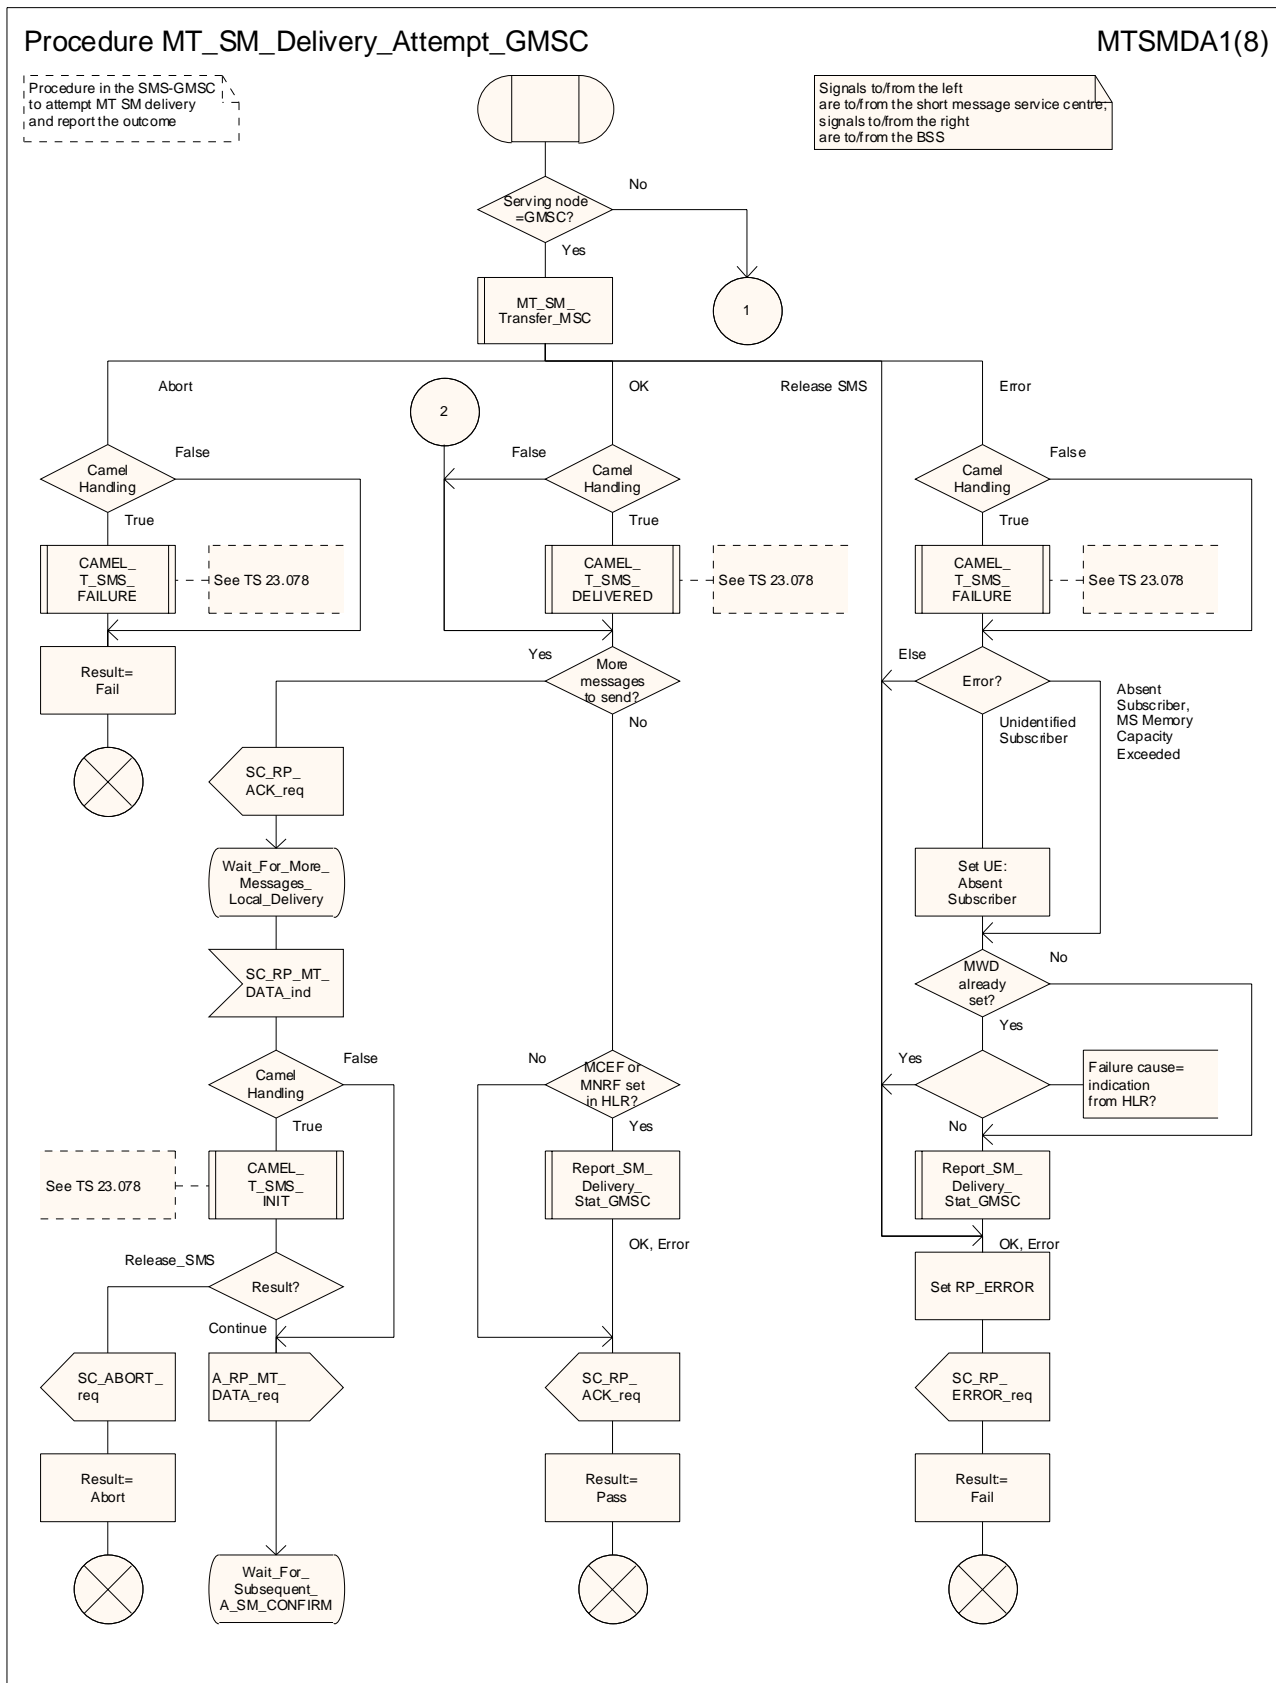 Procedure MT_SM_Delivery_Attempt_GMSC
MTSMDA1(8)
Procedure in the SMS-GMSC
to attempt MT SM delivery
and report the outcome
Signals to/from the left
are to/from the short message service centre;
signals to/from the right
are to/from the BSS
No
Serving node
=GMSC?
Yes
MT_SM_
Transfer_MSC
1
Abort
OK
Release SMS
Error
2
False
Camel
Handling
True
False
Camel
Handling
True
False
Camel
Handling
True
CAMEL_
T_SMS_
FAILURE
See TS 23.078
CAMEL_
T_SMS_
DELIVERED
See TS 23.078
CAMEL_
T_SMS_
FAILURE
See TS 23.078
Result:=
Fail
Yes
More
messages
to send?
No
Else
Error?
Unidentified
Subscriber
Absent
Subscriber,
MS Memory
Capacity
Exceeded
SC_RP_
ACK_req
Wait_For_More_
Messages_
Local_Delivery
Set UE:
Absent
Subscriber
SC_RP_MT_
DATA_ind
MWD
already
set?
No
Yes
Camel
Handling
False
True
No
MCEF or
MNRF set
in HLR?
Yes
Yes
No
Failure cause=
indication
from HLR?
See TS 23.078
CAMEL_
T_SMS_
INIT
Report_SM_
Delivery_
Stat_GMSC
Report_SM_
Delivery_
Stat_GMSC
Release_SMS
Result?
Continue
OK, Error
OK, Error
Set RP_ERROR
SC_ABORT_
req
A_RP_MT_
DATA_req
SC_RP_
ACK_req
SC_RP_
ERROR_req
Result:=
Abort
Result:=
Pass
Result:=
Fail
Wait_For_
Subsequent_
A_SM_CONFIRM